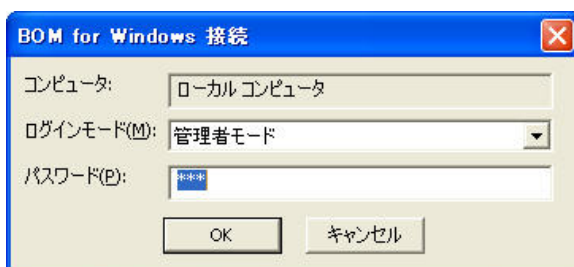 BOM for Windows 接続
コンピュータ: ローカル コンピュータ
ログインモード(M): 管理者モード
パスワード(P): ***
OK キャンセル